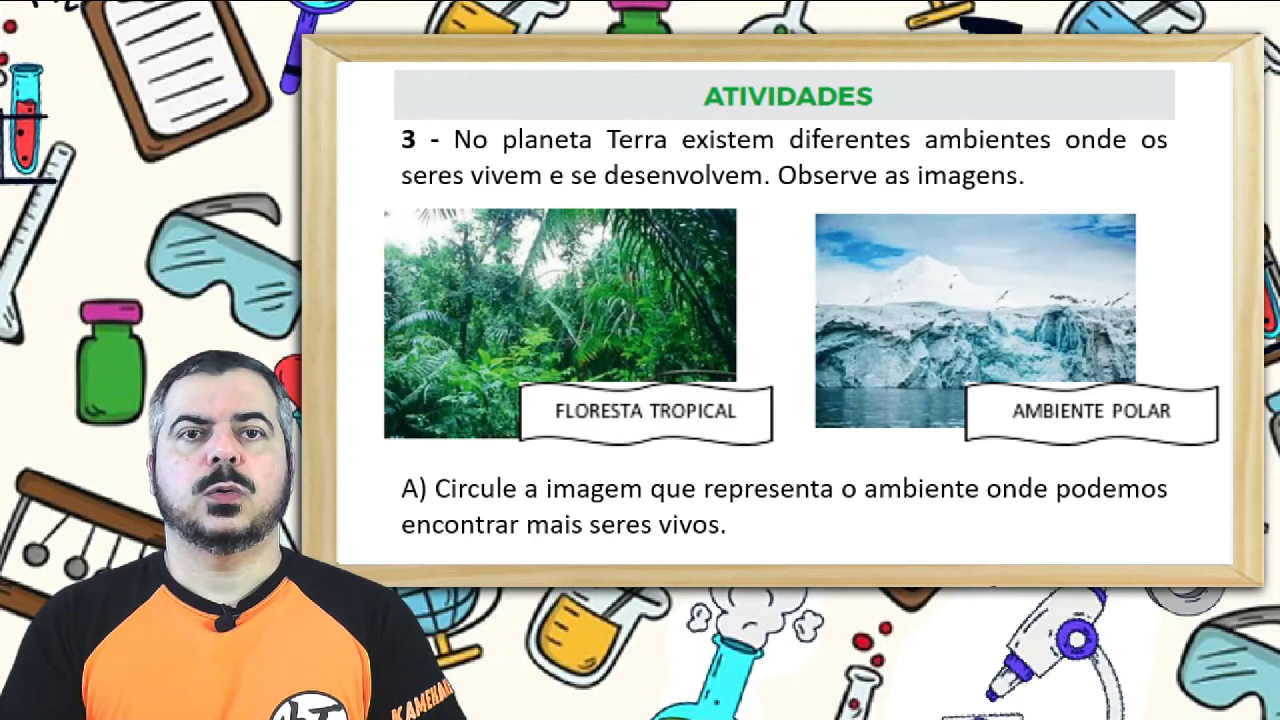 ATIVIDADES
3 - No planeta Terra existem diferentes ambientes onde os
seres vivem e se desenvolvem. Observe as imagens.
FLORESTA TROPICAL
AMBIENTE POLAR
A) Circule a imagem que representa o ambiente onde podemos
encontrar mais seres vivos.